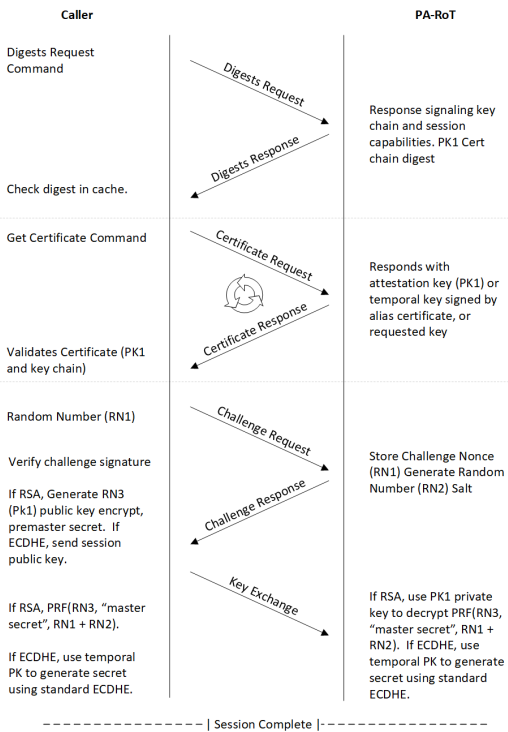 Caller
PA-RoT
Digests Request
Command
Digests Request
Response signaling key
chain and session
capabilities. PK1 Cert
chain digest
Digests Response
Check digest in cache.
Get Certificate Command
Certificate Request
Responds with
attestation key (PK1) or
temporal key signed by
alias certificate, or
requested key
Certificate Response
Validates Certificate (PK1
and key chain)
Random Number (RN1)
Challenge Request
Store Challenge Nonce
(RN1) Generate Random
Number (RN2) Salt
Verify challenge signature
Challenge Response
If RSA, Generate RN3
(Pk1) public key encrypt,
premaster secret.  If
ECDHE, send session
public key.
Key Exchange
If RSA, PRF(RN3, “master
secret”, RN1 + RN2).
If ECDHE, use temporal
PK to generate secret
using standard ECDHE.
If RSA, use PK1 private
key to decrypt PRF(RN3,
“master secret”, RN1 +
RN2).  If ECDHE, use
temporal PK to generate
secret using standard
ECDHE.
| Session Complete |